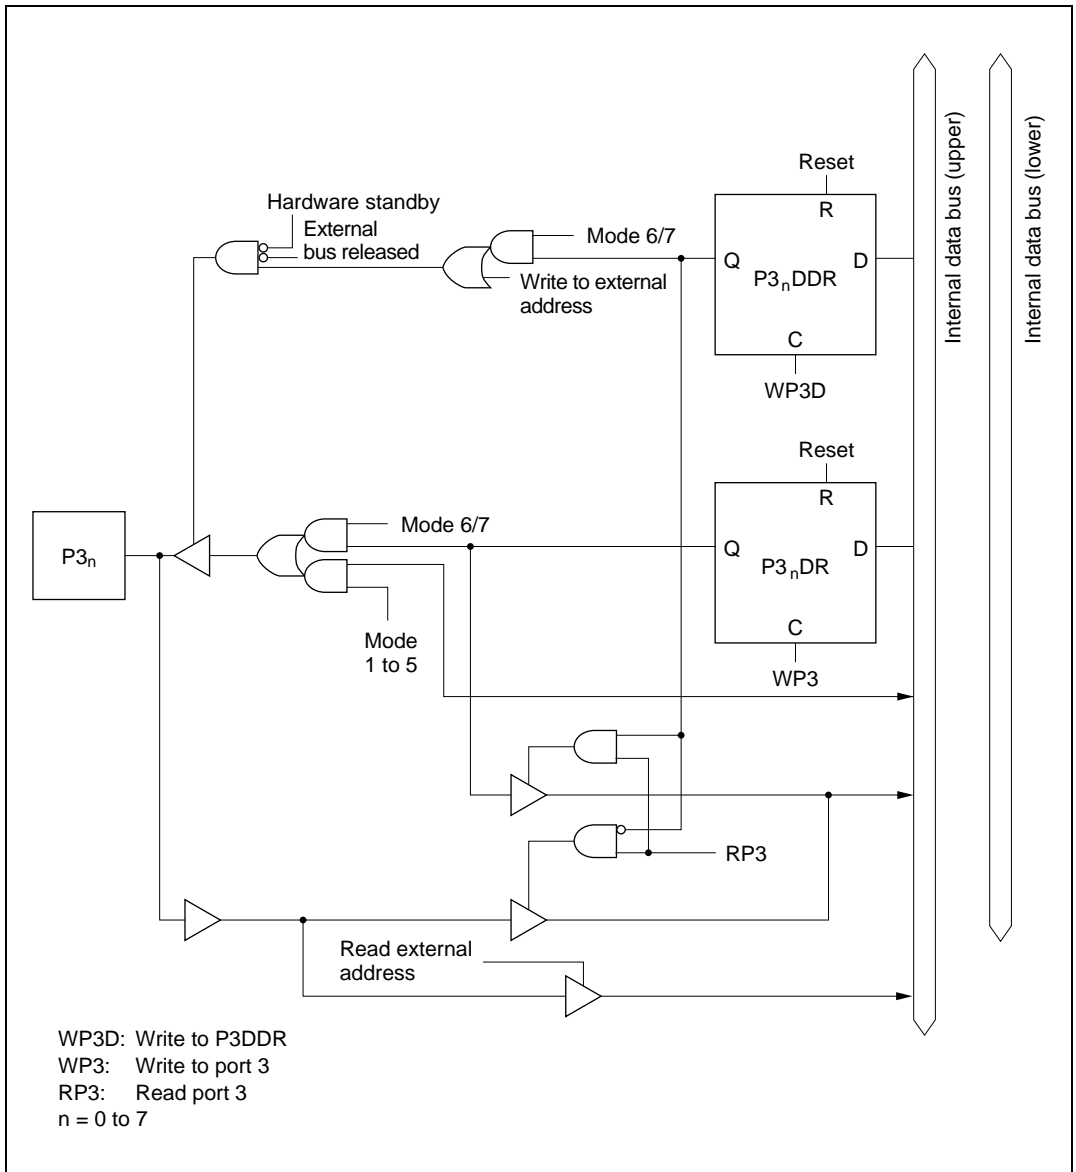 Reset
R
Hardware standby
External
bus released
Mode 6/7
Write to external
address
Q
D
P3nDDR
C
WP3D
Internal data bus (upper)
Internal data bus (lower)
Reset
R
P3n
Mode 6/7
Q
D
P3nDR
C
WP3
Mode
1 to 5
RP3
Read external
address
WP3D: Write to P3DDR
WP3: Write to port 3
RP3: Read port 3
n = 0 to 7